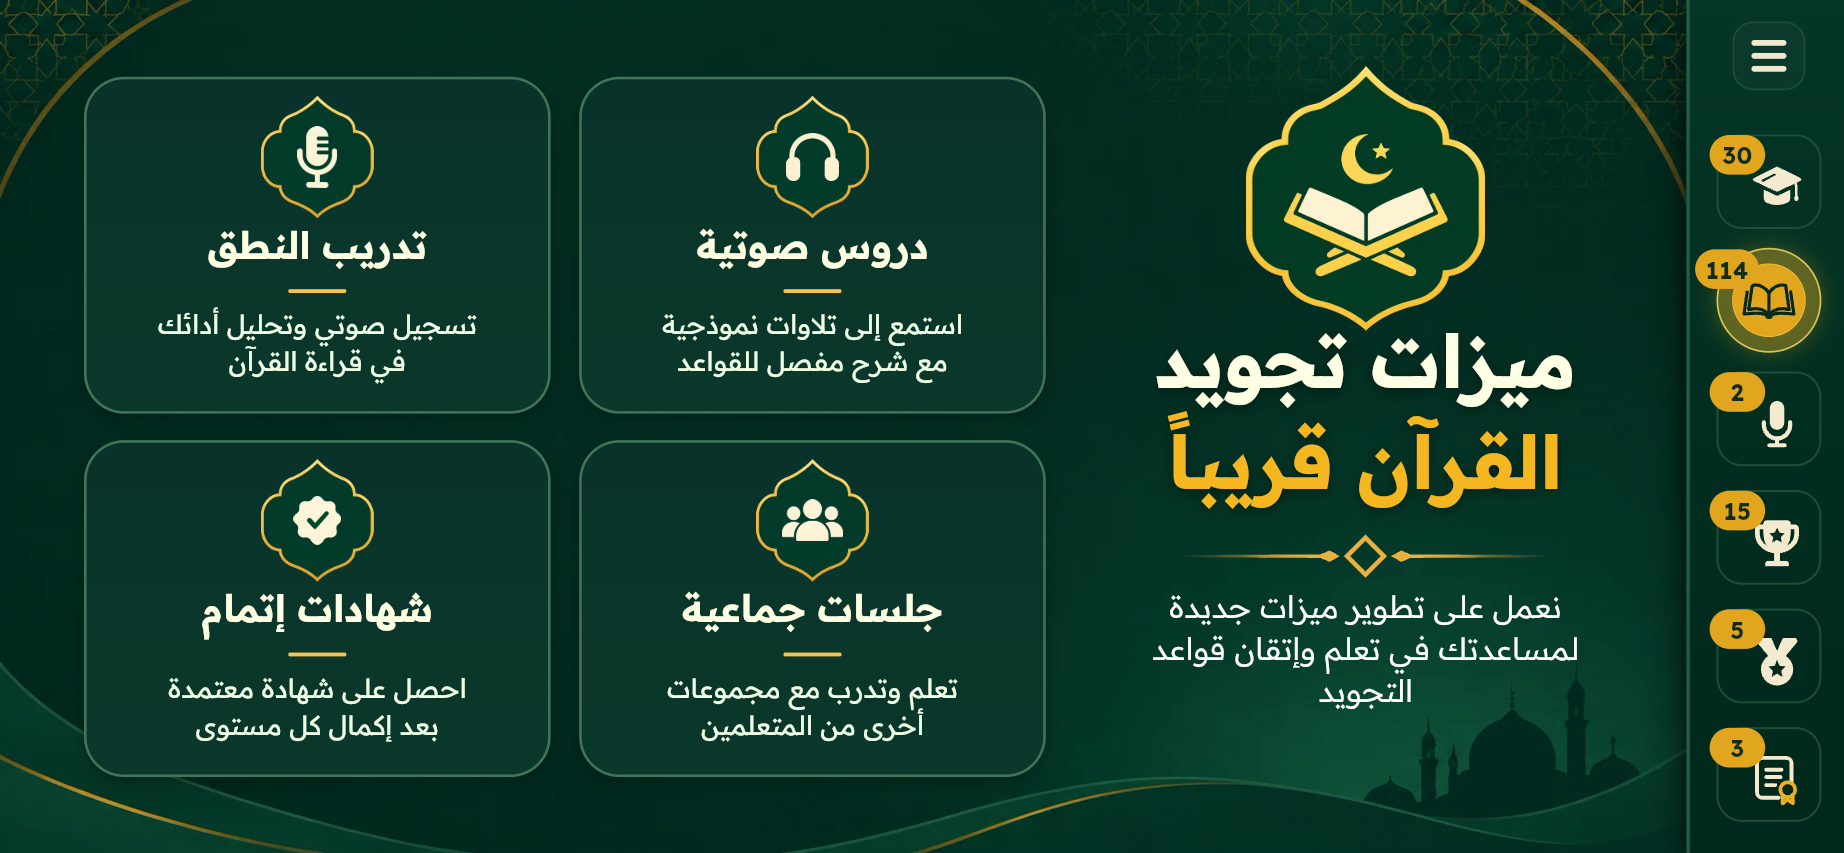 30
114
2
15
5
3
ميزات تجويد
القرآن قريباً
نعمل على تطوير ميزات جديدة
لمساعدتك في تعلم وإتقان قواعد
التجويد
دروس صوتية
استمع إلى تلاوات نموذجية
مع شرح مفصل للقواعد
تدريب النطق
تسجيل صوتي وتحليل أدائك
في قراءة القرآن
جلسات جماعية
تعلم وتدرب مع مجموعات
أخرى من المتعلمين
شهادات إتمام
احصل على شهادة معتمدة
بعد إكمال كل مستوى